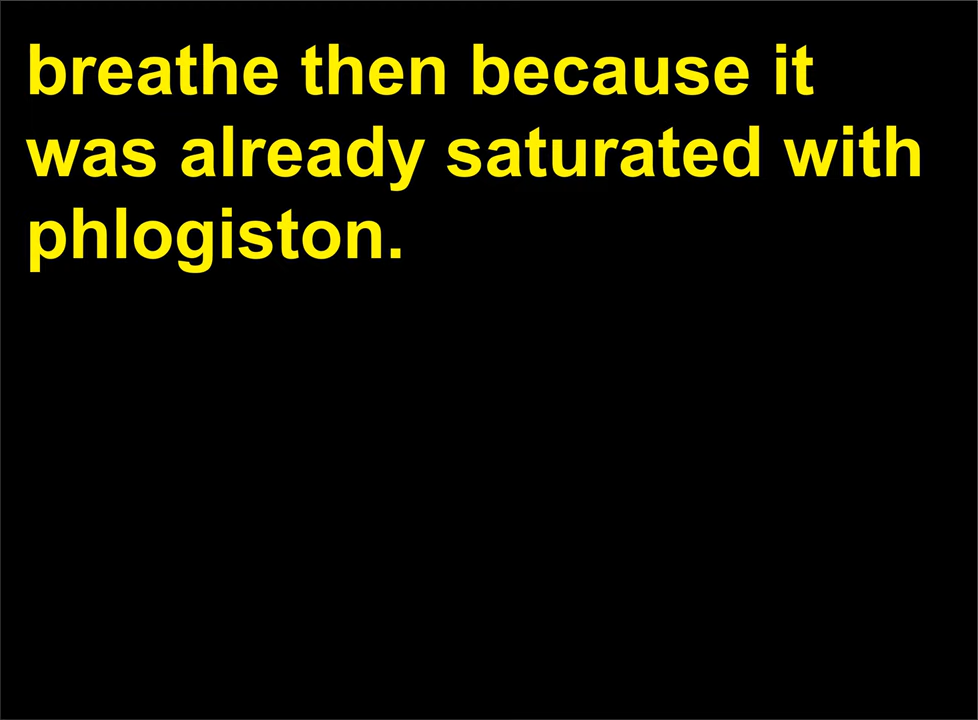 breathe then because it
was already saturated with
phlogiston.